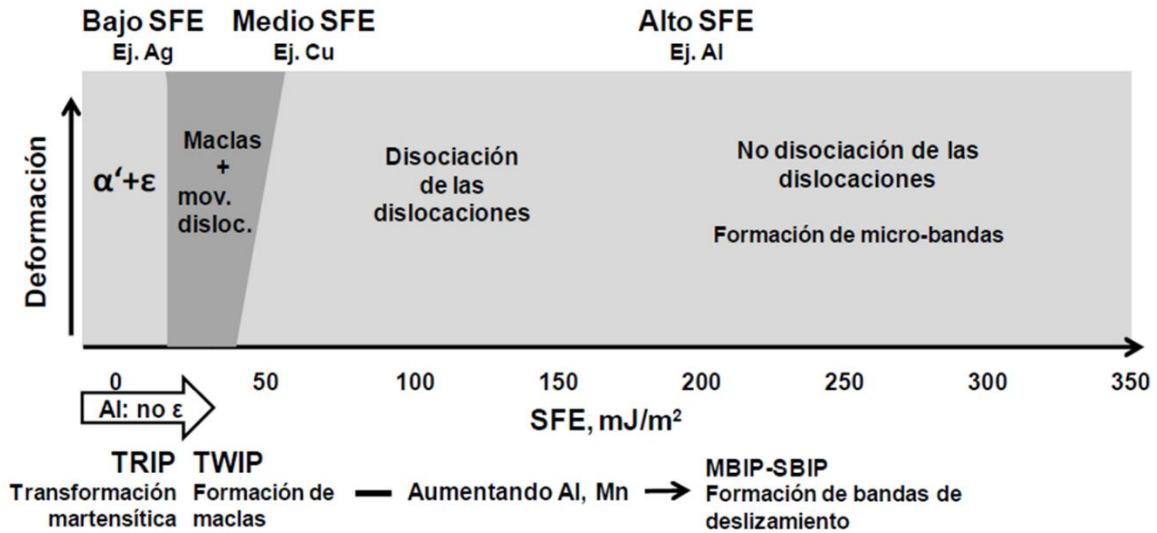 Bajo SFE
Ej. Ag
Medio SFE
Ej. Cu
Alto SFE
Ej. Al
Deformación
α‘+ε
Maclas
+
mov.
disloc.
Disociación
de las
dislocaciones
No disociación de las
dislocaciones
Formación de micro-bandas
0 50 100 150 200 250 300 350
Al: no ε
SFE, mJ/m²
TRIP
Transformación
martensítica
TWIP
Formación de
maclas
Aumentando Al, Mn
MBIP-SBIP
Formación de bandas de
deslizamiento